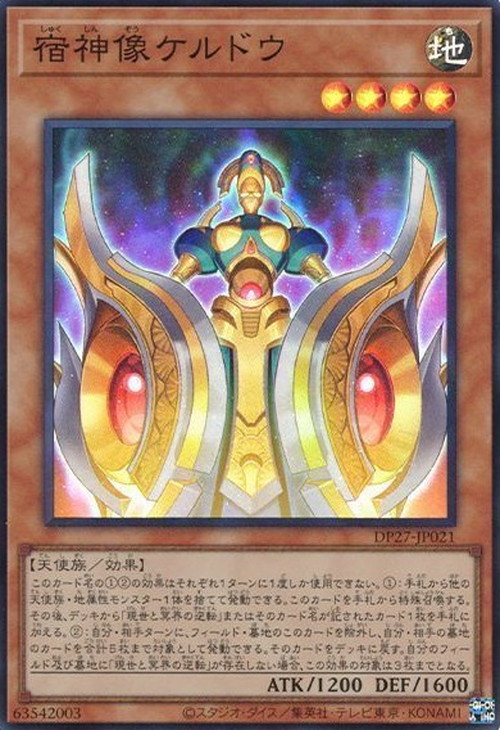 しゅく しん ぞう
宿神像ケルドウ
地
DP27-JP021
【天使族／効果】
このカード名の①②の効果はそれぞれ1ターンに1度しか使用できない。①：手札から他の
天使族・地属性モンスター1体を捨てて発動できる。このカードを手札から特殊召喚する。
その後、デッキから「現世と冥界の逆転」またはそのカード名が記されたカード1枚を手札に
加える。②：自分・相手ターンに、フィールド・墓地のこのカードを除外し、自分・相手の墓地
のカードを合計5枚まで対象として発動できる。そのカードをデッキに戻す。自分のフィー
ルド及び墓地に「現世と冥界の逆転」が存在しない場合、この効果の対象は3枚までとなる。
ATK/1200 DEF/1600
63542003
©スタジオ・ダイス／集英社・テレビ東京・KONAMI